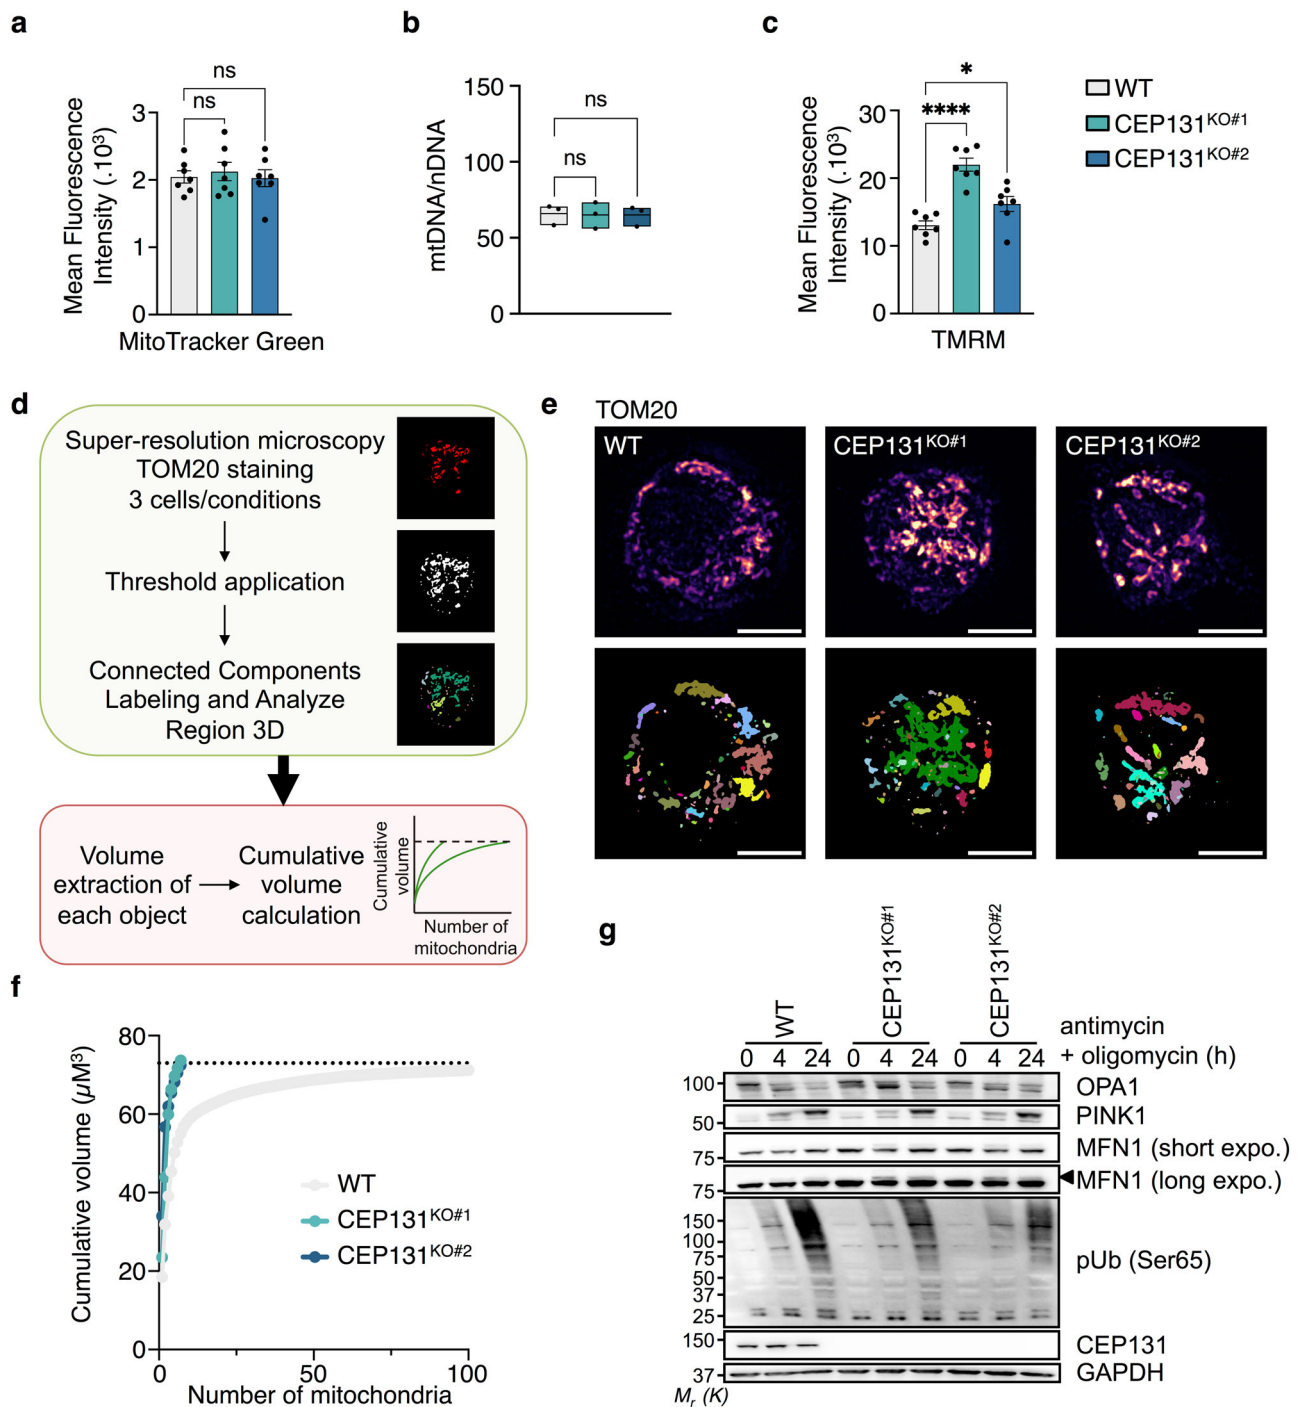 a
ns
ns
Mean Fluorescence
Intensity (.10³)
3
2
1
0
MitoTracker Green
b
ns
ns
mtDNA/nDNA
150
100
50
0
c
*
****
Mean Fluorescence
Intensity (.10³)
30
20
10
0
TMRM
WT
CEP131KO#1
CEP131KO#2
d
Super-resolution microscopy
TOM20 staining
3 cells/conditions
Threshold application
Connected Components
Labeling and Analyze
Region 3D
Volume
extraction of
each object
Cumulative
volume
calculation
Cumulative
volume
Number of
mitochondria
e
TOM20
WT
CEP131KO#1
CEP131KO#2
f
Cumulative volume (µM³)
80
60
40
20
0
0
50
100
Number of mitochondria
WT
CEP131KO#1
CEP131KO#2
g
WT
CEP131KO#1
CEP131KO#2
antimycin
0 4 24 0 4 24 0 4 24 + oligomycin (h)
100
OPA1
50
PINK1
75
MFN1 (short expo.)
75
MFN1 (long expo.)
150
100
75
50
37
25
pUb (Ser65)
150
CEP131
37
GAPDH
Mr (K)